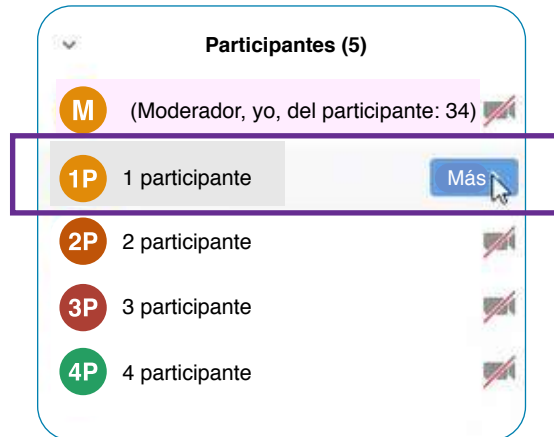 Participantes (5)
M (Moderador, yo, del participante: 34)
1P 1 participante Más
2P 2 participante
3P 3 participante
4P 4 participante